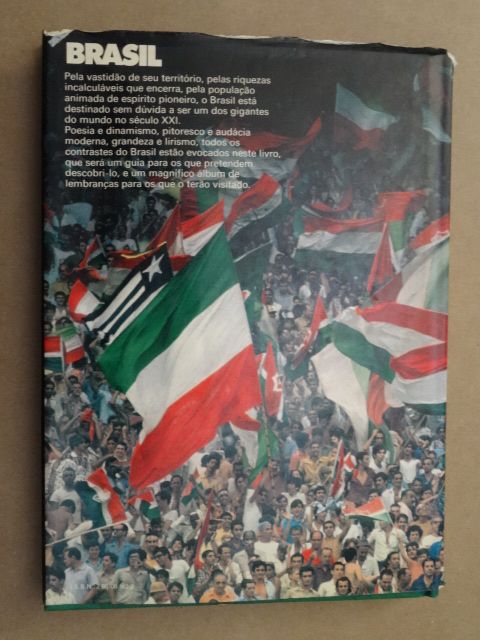 BRASIL
Pela vastidão de seu território, pelas riquezas
incalculáveis que encerra, pela população
animada de espírito pioneiro, o Brasil está
destinado sem dúvida a ser um dos gigantes
do mundo no século XXI.
Poesia e dinamismo, pitoresco e audácia
moderna, grandeza e lirismo, todos os
contrastes do Brasil estão evocados neste livro,
que será um guia para os que pretendem
descobri-lo, e um magnífico álbum de
lembranças para os que o terão visitado.